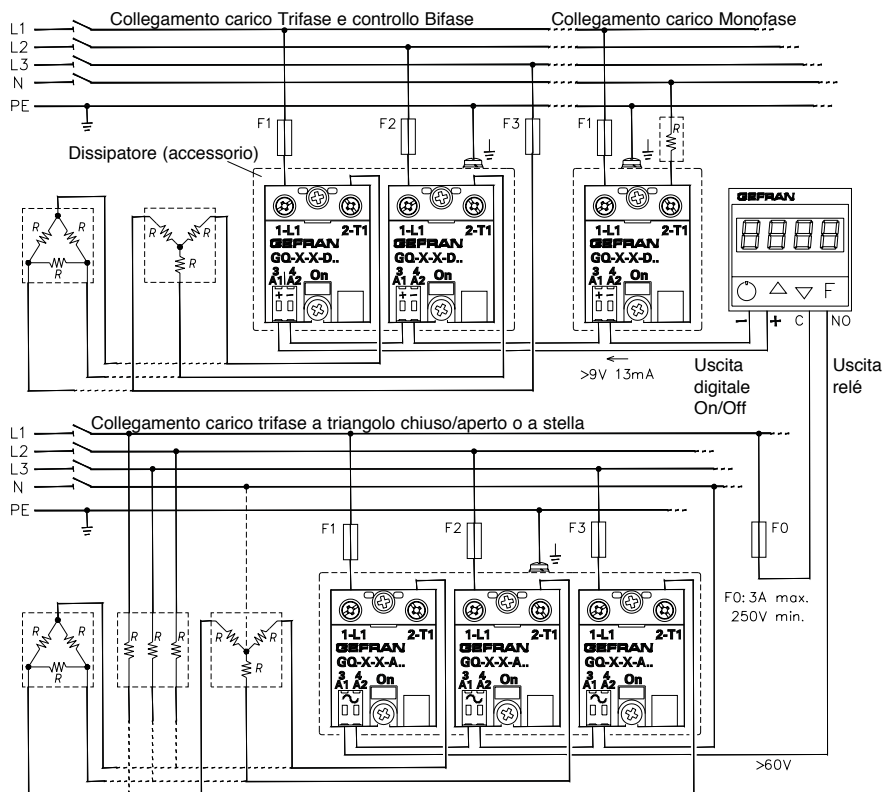 Collegamento carico Trifase e controllo Bifase
Collegamento carico Monofase
L1
L2
L3
N
PE
F1
F2
F3
F1
R
Dissipatore (accessorio)
R
R
R
R
R
R
1-L1 2-T1
GEFRAN
GQ-X-X-D..
3 4
A1 A2 On
+ -
1-L1 2-T1
GEFRAN
GQ-X-X-D..
3 4
A1 A2 On
+ -
1-L1 2-T1
GEFRAN
GQ-X-X-D..
3 4
A1 A2 On
+ -
GEFRAN
8888
F
- + C NO
>9V 13mA
Uscita
digitale
On/Off
Uscita
relé
Collegamento carico trifase a triangolo chiuso/aperto o a stella
L1
L2
L3
N
PE
F1
F2
F3
F0
F0: 3A max.
250V min.
R
R
R
R
R
R
R
R
R
1-L1 2-T1
GEFRAN
GQ-X-X-A..
3 4
A1 A2 On
1-L1 2-T1
GEFRAN
GQ-X-X-A..
3 4
A1 A2 On
1-L1 2-T1
GEFRAN
GQ-X-X-A..
3 4
A1 A2 On
>60V